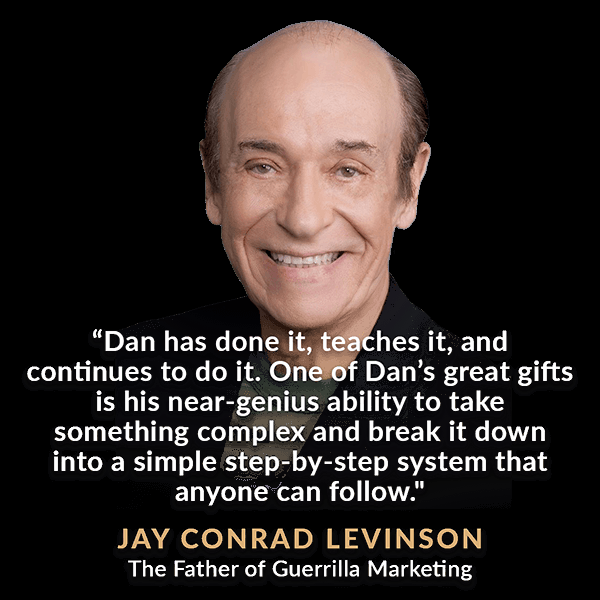 “Dan has done it, teaches it, and
continues to do it. One of Dan’s great gifts
is his near-genius ability to take
something complex and break it down
into a simple step-by-step system that
anyone can follow."
JAY CONRAD LEVINSON
The Father of Guerrilla Marketing